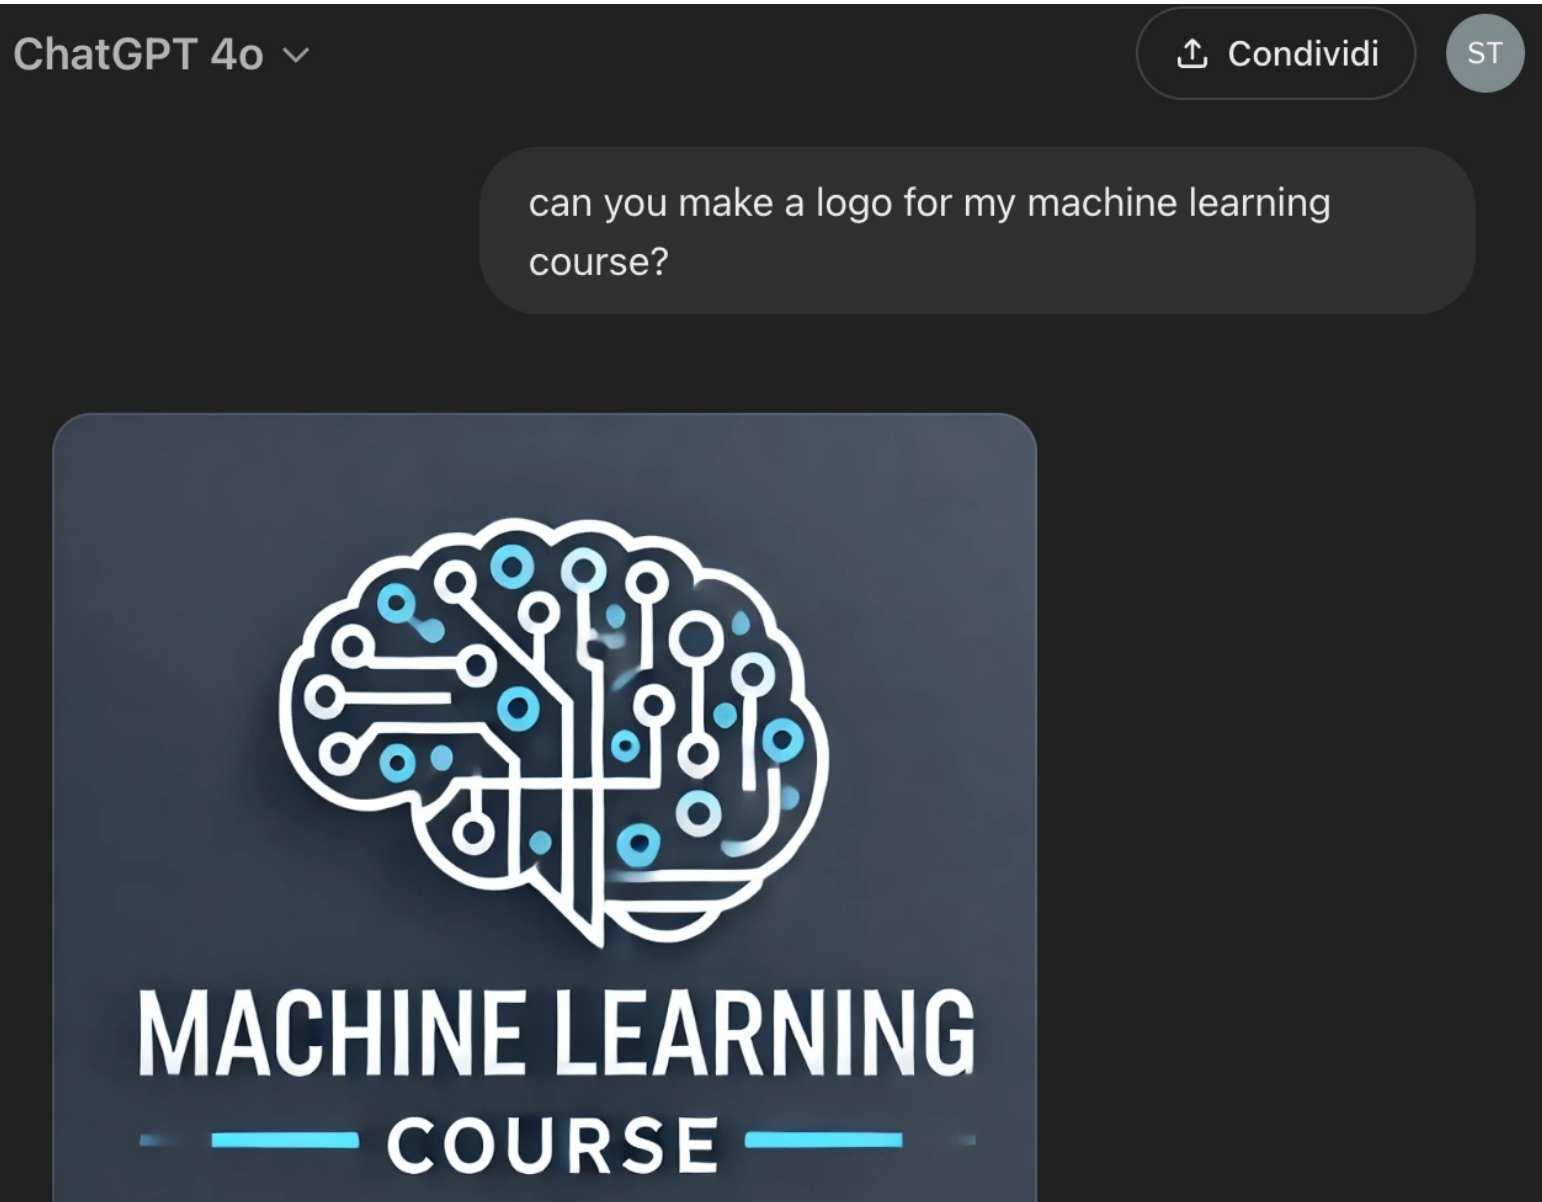 ChatGPT 4o
Condividi
ST
can you make a logo for my machine learning
course?
MACHINE LEARNING
COURSE